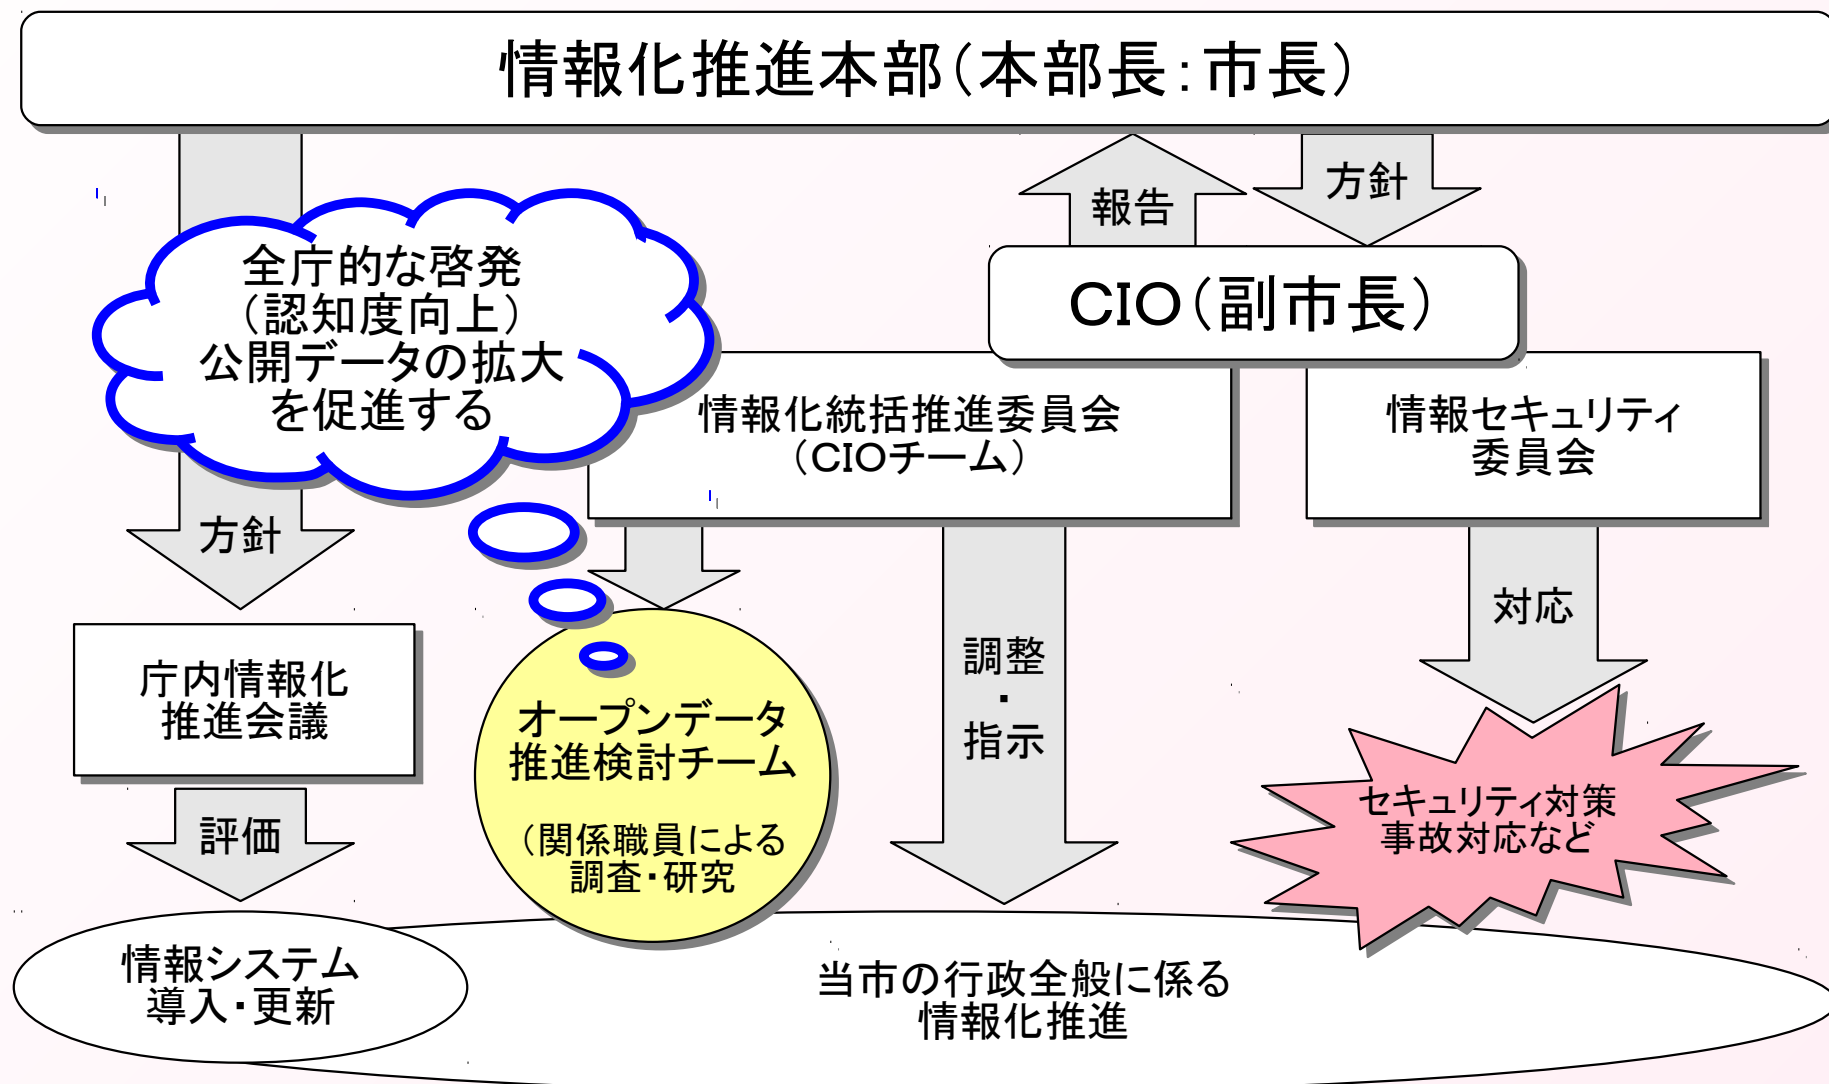 情報化推進本部（本部長：市長）
報告
方針
CIO（副市長）
全庁的な啓発
（認知度向上）
公開データの拡大
を促進する
情報化統括推進委員会
（CIOチーム）
情報セキュリティ
委員会
方針
対応
調整
・
指示
庁内情報化
推進会議
オープンデータ
推進検討チーム
（関係職員による
調査・研究
セキュリティ対策
事故対応など
評価
情報システム
導入・更新
当市の行政全般に係る
情報化推進